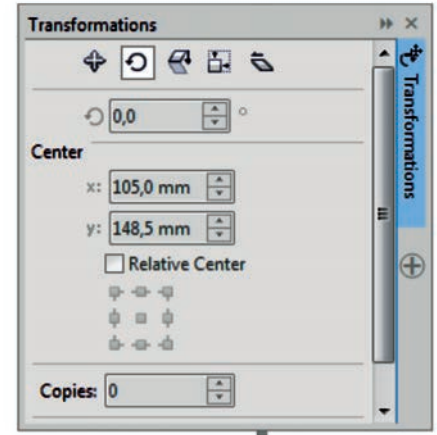 Transformations
0,0 °
Center
x: 105,0 mm
y: 148,5 mm
Relative Center
Copies: 0
Transformations